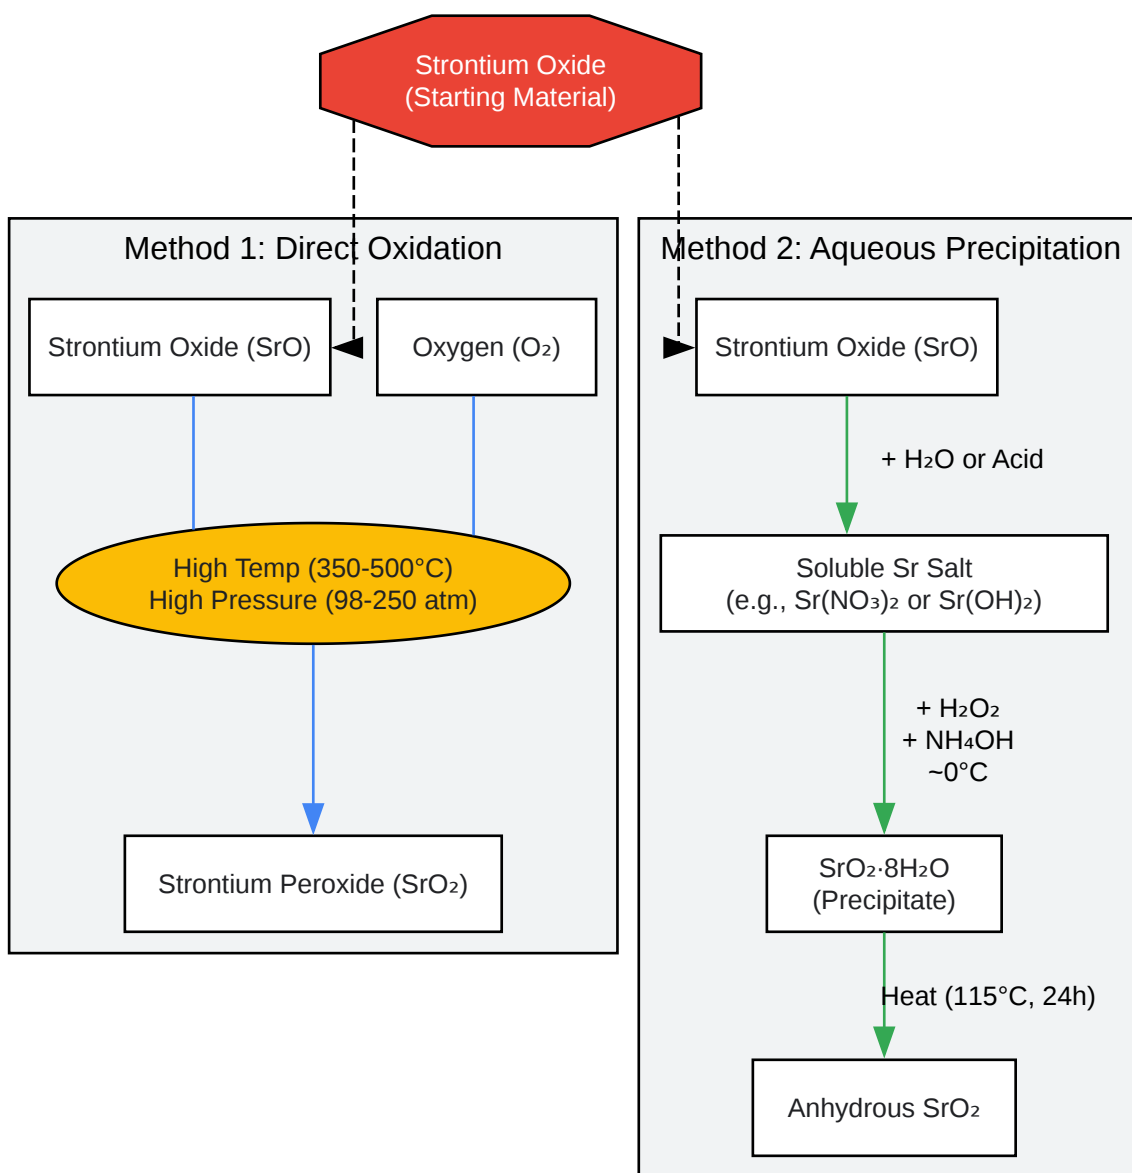 Strontium Oxide
(Starting Material)
Method 1: Direct Oxidation
Strontium Oxide (SrO)
Oxygen (O₂)
High Temp (350-500°C)
High Pressure (98-250 atm)
Strontium Peroxide (SrO₂)
Method 2: Aqueous Precipitation
Strontium Oxide (SrO)
+ H₂O or Acid
Soluble Sr Salt
(e.g., Sr(NO₃)₂ or Sr(OH)₂)
+ H₂O₂
+ NH₄OH
~0°C
SrO₂·8H₂O
(Precipitate)
Heat (115°C, 24h)
Anhydrous SrO₂